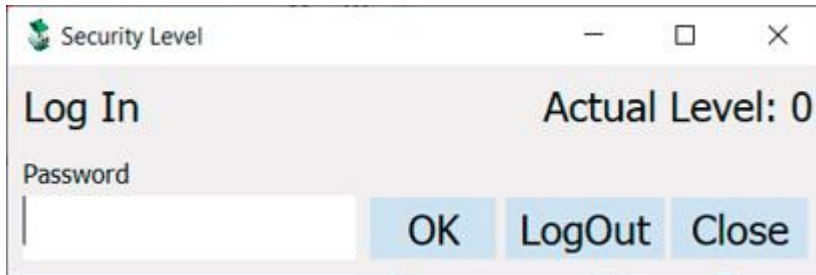 Security Level
Log In Actual Level: 0
Password
OK LogOut Close